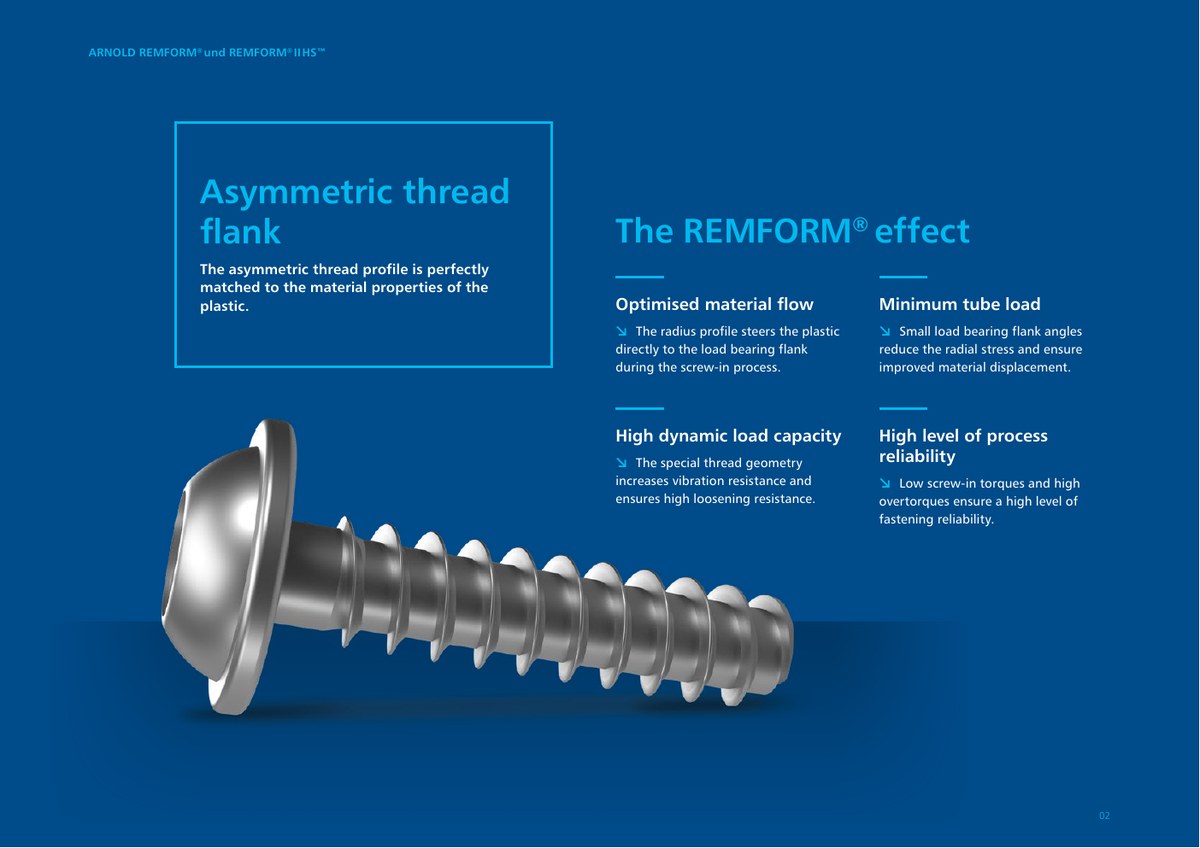 ARNOLD REMFORM® und REMFORM® II HS™
Asymmetric thread
flank
The asymmetric thread profile is perfectly
matched to the material properties of the
plastic.
The REMFORM® effect
Optimised material flow
↘ The radius profile steers the plastic
directly to the load bearing flank
during the screw-in process.
Minimum tube load
↘ Small load bearing flank angles
reduce the radial stress and ensure
improved material displacement.
High dynamic load capacity
↘ The special thread geometry
increases vibration resistance and
ensures high loosening resistance.
High level of process
reliability
↘ Low screw-in torques and high
overtorques ensure a high level of
fastening reliability.
02